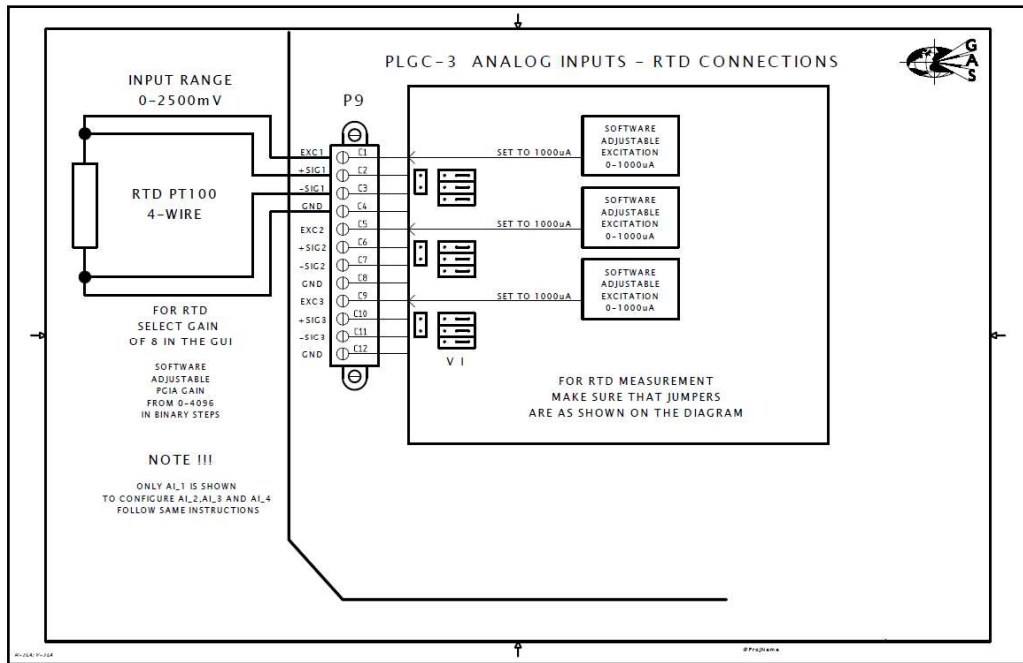 PLGC-3 ANALOG INPUTS - RTD CONNECTIONS
GAS
INPUT RANGE
0-2500mV
P9
RTD PT100
4-WIRE
EXC1
+SIG1
-SIG1
GND
EXC2
+SIG2
-SIG2
GND
EXC3
+SIG3
-SIG3
GND
C1
C2
C3
C4
C5
C6
C7
C8
C9
C10
C11
C12
SET TO 1000uA
SOFTWARE
ADJUSTABLE
EXCITATION
0-1000uA
SET TO 1000uA
SOFTWARE
ADJUSTABLE
EXCITATION
0-1000uA
SET TO 1000uA
SOFTWARE
ADJUSTABLE
EXCITATION
0-1000uA
V I
FOR RTD
SELECT GAIN
OF 8 IN THE GUI
SOFTWARE
ADJUSTABLE
PGIA GAIN
FROM 0-4096
IN BINARY STEPS
FOR RTD MEASUREMENT
MAKE SURE THAT JUMPERS
ARE AS SHOWN ON THE DIAGRAM
NOTE !!!
ONLY AI_1 IS SHOWN
TO CONFIGURE AI_2,AI_3 AND AI_4
FOLLOW SAME INSTRUCTIONS
@ProjName